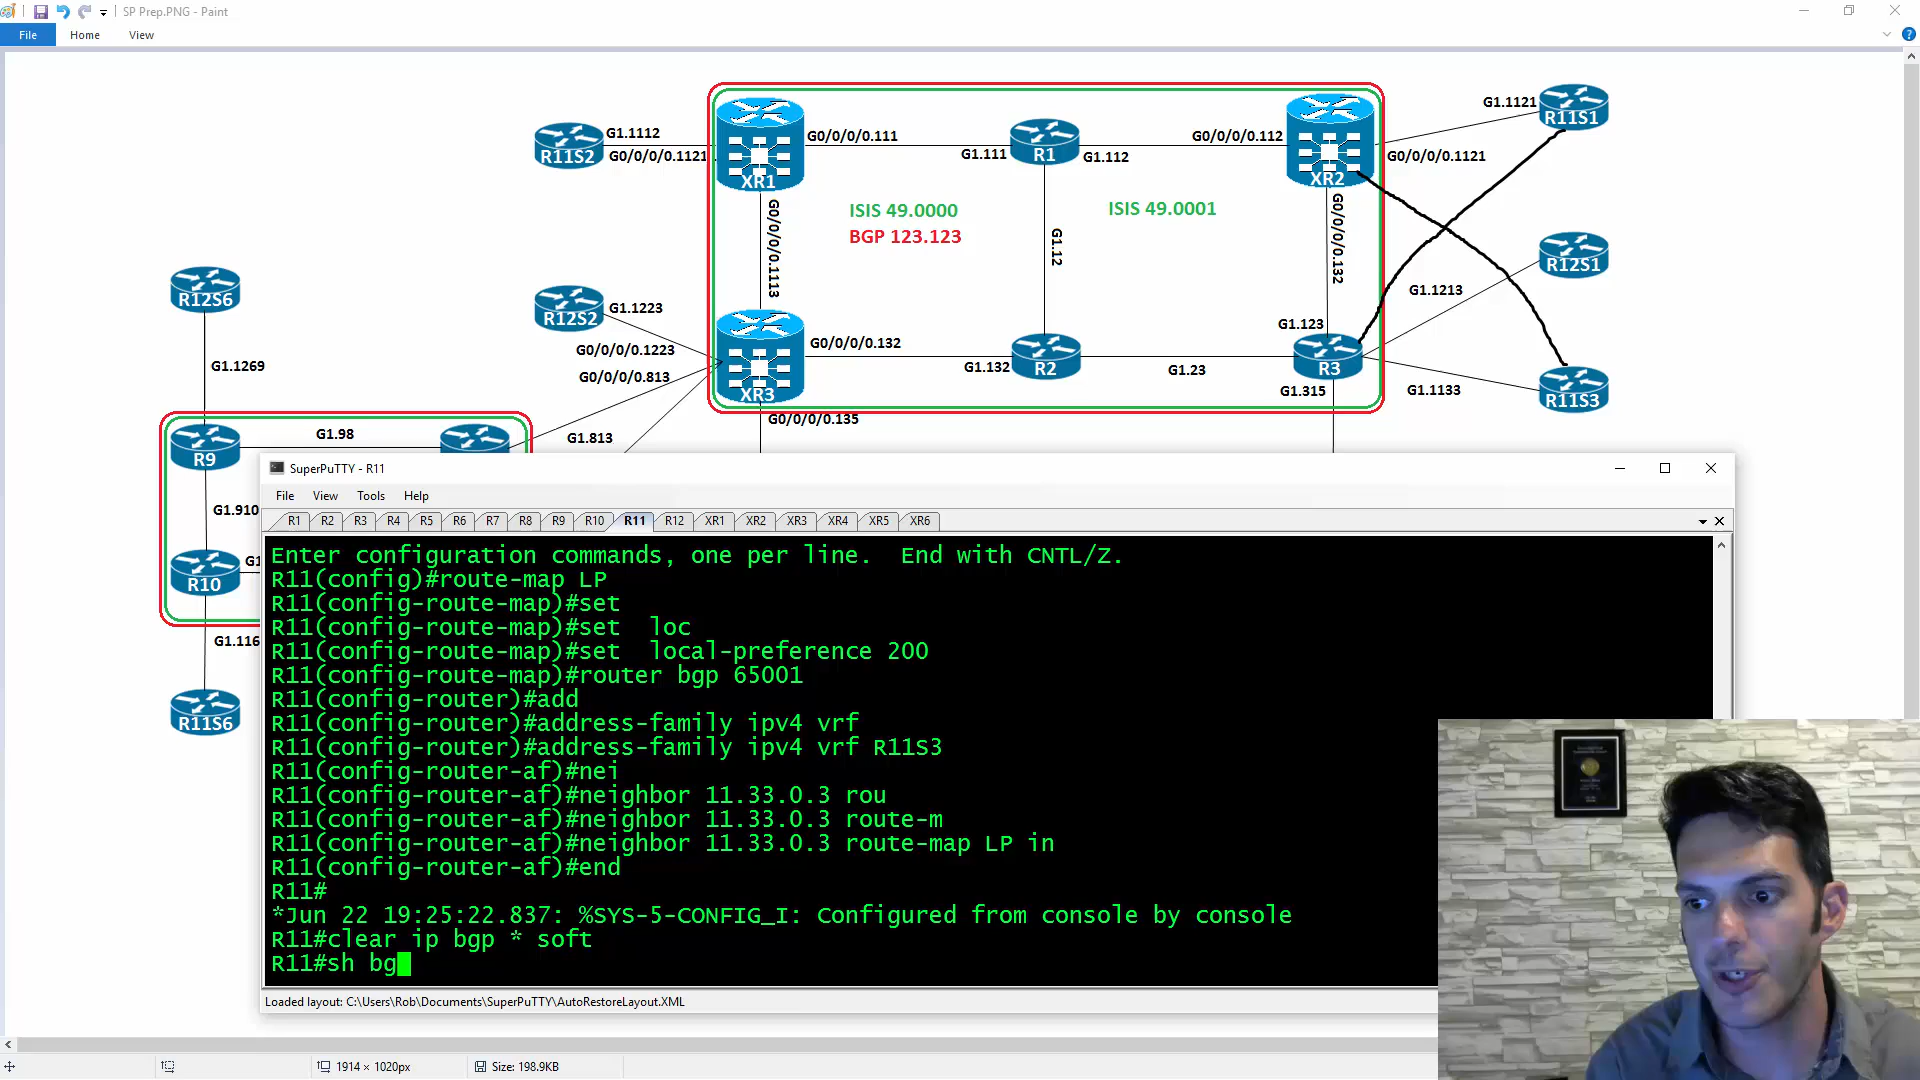 SP Prep.PNG - Paint
File Home View
G1.1112
G0/0/0/0.1121
R11S2
XR1
G0/0/0/0.111
G1.111
R1
G1.112
G0/0/0/0.112
XR2
G1.1121
R11S1
G0/0/0/0.1121
ISIS 49.0000
BGP 123.123
ISIS 49.0001
G0/0/0/0.1113
G1.12
G0/0/0/0.132
R12S1
G1.1213
R12S6
G1.1269
R12S2
G1.1223
G0/0/0/0.1223
G0/0/0/0.813
XR3
G0/0/0/0.132
G1.132
R2
G1.23
G1.123
R3
G1.315
G1.1133
R11S3
G0/0/0/0.135
G1.813
R9
G1.98
G1.910
R10
G1.116
R11S6
SuperPuTTY - R11
File View Tools Help
R1 R2 R3 R4 R5 R6 R7 R8 R9 R10 R11 R12 XR1 XR2 XR3 XR4 XR5 XR6
Enter configuration commands, one per line.  End with CNTL/Z.
R11(config)#route-map LP
R11(config-route-map)#set
R11(config-route-map)#set  loc
R11(config-route-map)#set  local-preference 200
R11(config-route-map)#router bgp 65001
R11(config-router)#add
R11(config-router)#address-family ipv4 vrf
R11(config-router)#address-family ipv4 vrf R11S3
R11(config-router-af)#nei
R11(config-router-af)#neighbor 11.33.0.3 rou
R11(config-router-af)#neighbor 11.33.0.3 route-m
R11(config-router-af)#neighbor 11.33.0.3 route-map LP in
R11(config-router-af)#end
R11#
*Jun 22 19:25:22.837: %SYS-5-CONFIG_I: Configured from console by console
R11#clear ip bgp * soft
R11#sh bg
Loaded layout: C:\Users\Rob\Documents\SuperPuTTY\AutoRestoreLayout.XML
1914 × 1020px
Size: 198.9KB